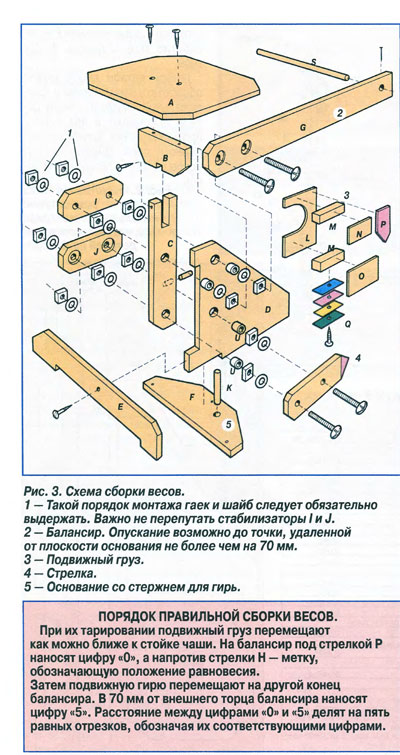 S
2
G
A
1
B
3
P
I
M
N
L
C
J
M
O
D
Q
4
K
E
F
5
Рис. 3. Схема сборки весов.
1 — Такой порядок монтажа гаек и шайб следует обязательно
выдержать. Важно не перепутать стабилизаторы I и J.
2 — Балансир. Опускание возможно до точки, удаленной
от плоскости основания не более чем на 70 мм.
3 — Подвижный груз.
4 — Стрелка.
5 — Основание со стержнем для гирь.
ПОРЯДОК ПРАВИЛЬНОЙ СБОРКИ ВЕСОВ.
При их тарировании подвижный груз перемещают
как можно ближе к стойке чаши. На балансир под стрелкой Р
наносят цифру «0», а напротив стрелки Н — метку,
обозначающую положение равновесия.
Затем подвижную гирю перемещают на другой конец
балансира. В 70 мм от внешнего торца балансира наносят
цифру «5». Расстояние между цифрами «0» и «5» делят на пять
равных отрезков, обозначая их соответствующими цифрами.